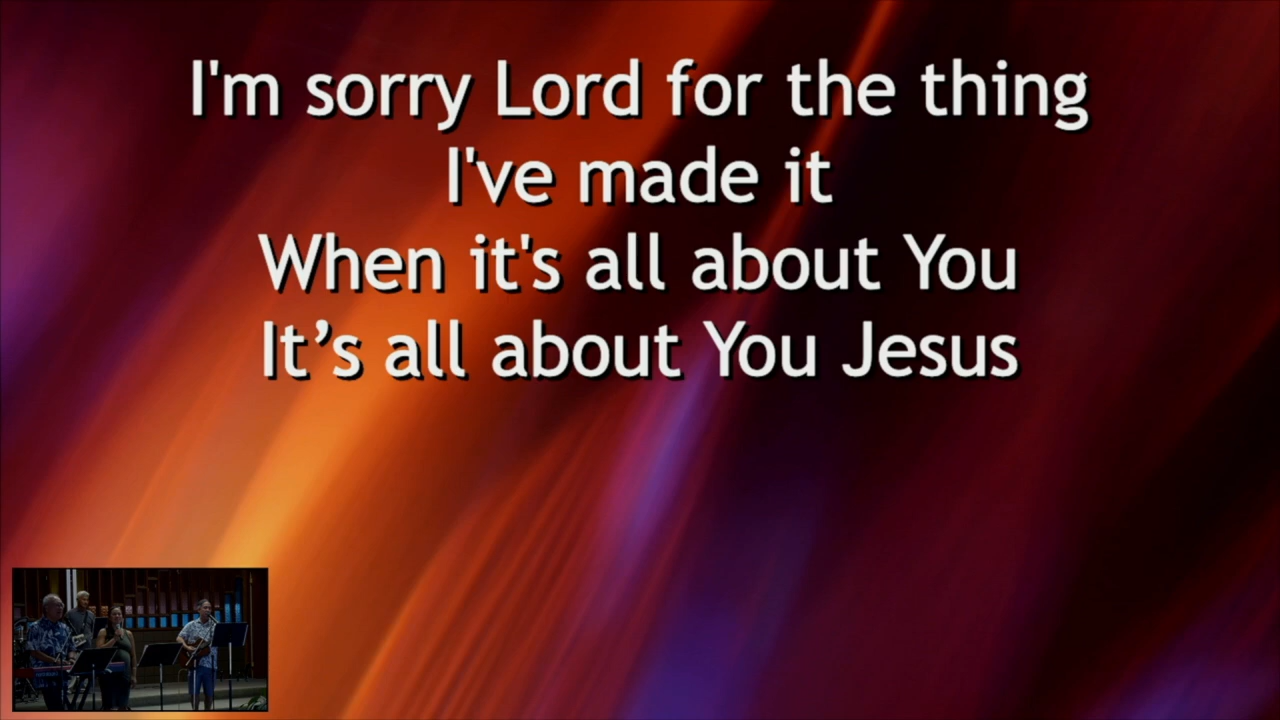 I'm sorry Lord for the thing
I've made it
When it's all about You
It’s all about You Jesus